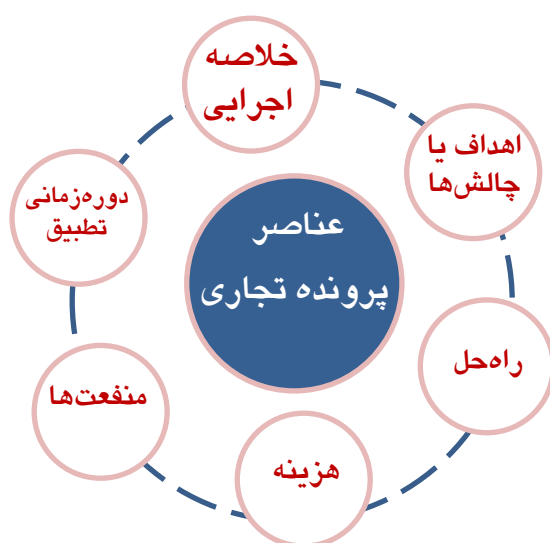 عناصر
پرونده تجاری
خلاصه
اجرایی
اهداف یا
چالش‌ها
راه‌حل
هزینه
منفعت‌ها
دوره‌زمانی
تطبیق